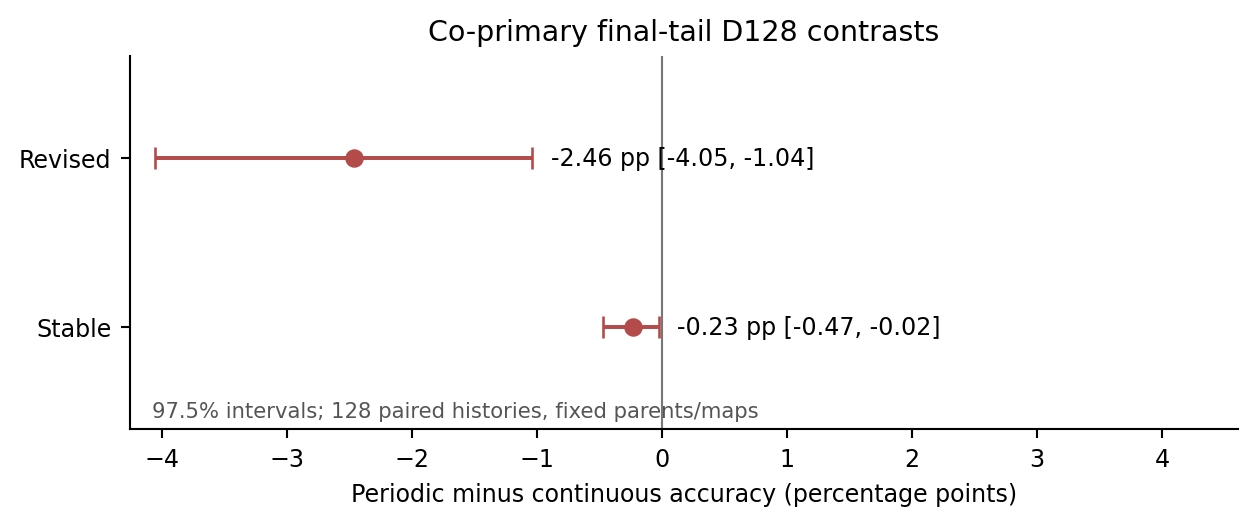 Co-primary final-tail D128 contrasts
Revised
-2.46 pp [-4.05, -1.04]
Stable
-0.23 pp [-0.47, -0.02]
97.5% intervals; 128 paired histories, fixed parents/maps
−4 −3 −2 −1 0 1 2 3 4
Periodic minus continuous accuracy (percentage points)